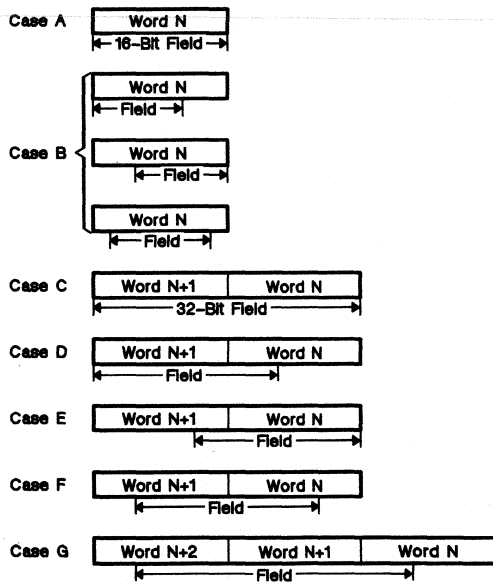 Case A Word N
16-Bit Field
Word N
Field
Case B Word N
Field
Word N
Field
Case C Word N+1 Word N
32-Bit Field
Case D Word N+1 Word N
Field
Case E Word N+1 Word N
Field
Case F Word N+1 Word N
Field
Case G Word N+2 Word N+1 Word N
Field